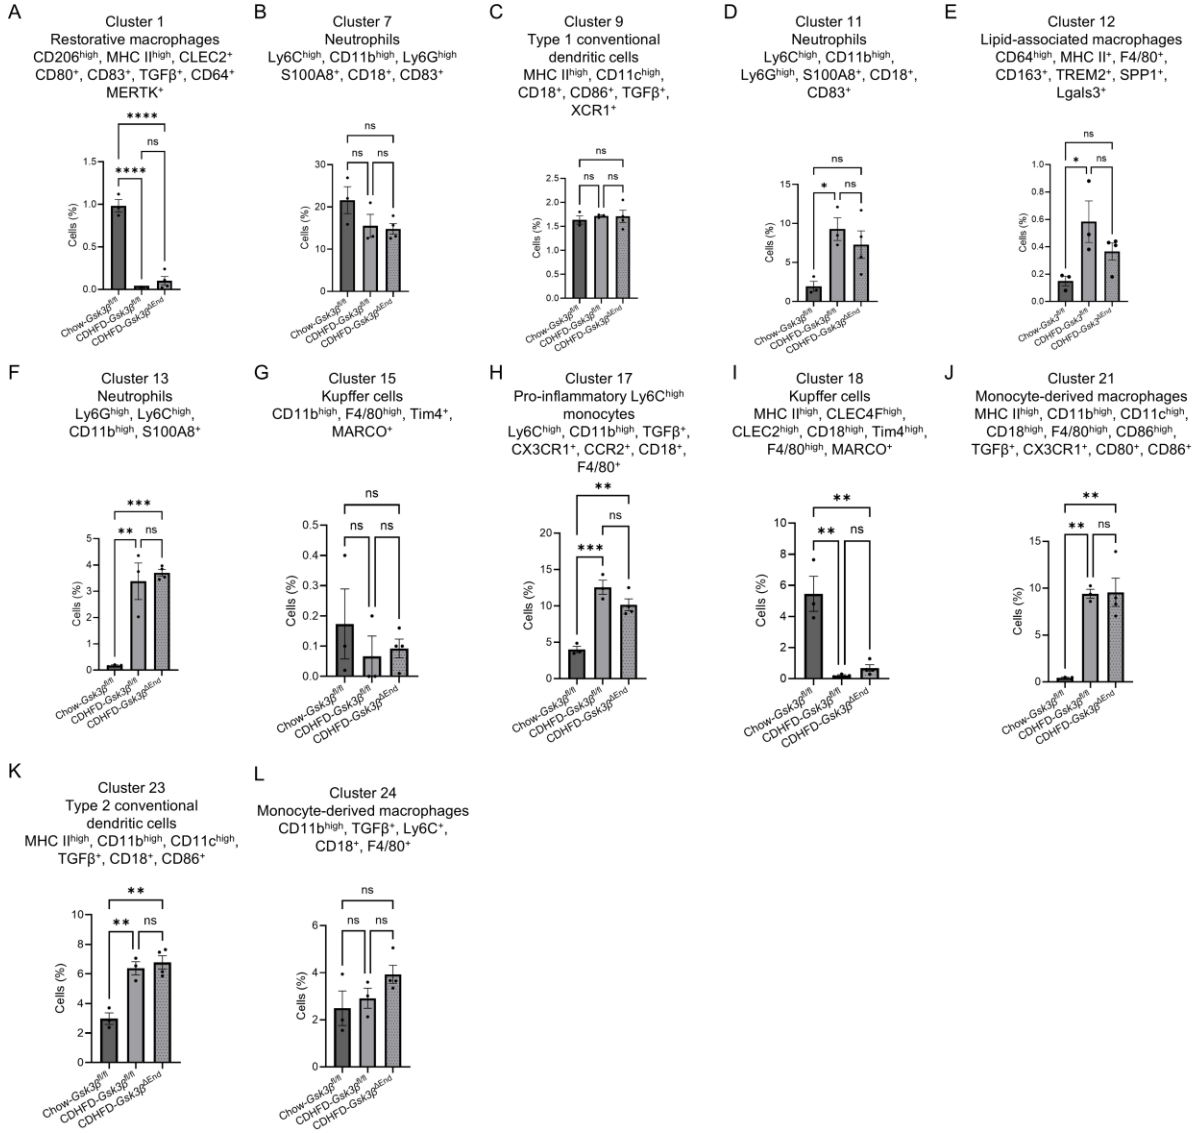 A
Cluster 1
Restorative macrophages
CD206ʰⁱᵍʰ, MHC IIʰⁱᵍʰ, CLEC2⁺
CD80⁺, CD83⁺, TGFβ⁺, CD64⁺
MERTK⁺
****
ns
****
Cells (%)
1.5
1.0
0.5
0.0
Chow-Gsk3βfl/fl
CDHFD-Gsk3βfl/fl
CDHFD-Gsk3βΔEnd
B
Cluster 7
Neutrophils
Ly6Cʰⁱᵍʰ, CD11bʰⁱᵍʰ, Ly6Gʰⁱᵍʰ
S100A8⁺, CD18⁺, CD83⁺
ns
ns ns
Cells (%)
30
20
10
0
Chow-Gsk3βfl/fl
CDHFD-Gsk3βfl/fl
CDHFD-Gsk3βΔEnd
C
Cluster 9
Type 1 conventional
dendritic cells
MHC IIʰⁱᵍʰ, CD11cʰⁱᵍʰ,
CD18⁺, CD86⁺, TGFβ⁺,
XCR1⁺
ns
ns ns
Cells (%)
2.5
2.0
1.5
1.0
0.5
0.0
Chow-Gsk3βfl/fl
CDHFD-Gsk3βfl/fl
CDHFD-Gsk3βΔEnd
D
Cluster 11
Neutrophils
Ly6Cʰⁱᵍʰ, CD11bʰⁱᵍʰ,
Ly6Gʰⁱᵍʰ, S100A8⁺, CD18⁺,
CD83⁺
ns
* ns
Cells (%)
15
10
5
0
Chow-Gsk3βfl/fl
CDHFD-Gsk3βfl/fl
CDHFD-Gsk3βΔEnd
E
Cluster 12
Lipid-associated macrophages
CD64ʰⁱᵍʰ, MHC II⁺, F4/80⁺,
CD163⁺, TREM2⁺, SPP1⁺,
Lgals3⁺
ns
* ns
Cells (%)
1.0
0.8
0.6
0.4
0.2
0.0
Chow-Gsk3fl/fl
CDHFD-Gsk3fl/fl
CDHFD-Gsk3ΔEnd
F
Cluster 13
Neutrophils
Ly6Gʰⁱᵍʰ, Ly6Cʰⁱᵍʰ,
CD11bʰⁱᵍʰ, S100A8⁺
***
** ns
Cells (%)
5
4
3
2
1
0
Chow-Gsk3βfl/fl
CDHFD-Gsk3βfl/fl
CDHFD-Gsk3βΔEnd
G
Cluster 15
Kupffer cells
CD11bʰⁱᵍʰ, F4/80ʰⁱᵍʰ, Tim4⁺,
MARCO⁺
ns
ns ns
Cells (%)
0.5
0.4
0.3
0.2
0.1
0.0
Chow-Gsk3βfl/fl
CDHFD-Gsk3βfl/fl
CDHFD-Gsk3βΔEnd
H
Cluster 17
Pro-inflammatory Ly6Cʰⁱᵍʰ
monocytes
Ly6Cʰⁱᵍʰ, CD11bʰⁱᵍʰ, TGFβ⁺,
CX3CR1⁺, CCR2⁺, CD18⁺,
F4/80⁺
**
ns
***
Cells (%)
20
15
10
5
0
Chow-Gsk3βfl/fl
CDHFD-Gsk3βfl/fl
CDHFD-Gsk3βΔEnd
I
Cluster 18
Kupffer cells
MHC IIʰⁱᵍʰ, CLEC4Fʰⁱᵍʰ,
CLEC2ʰⁱᵍʰ, CD18ʰⁱᵍʰ, Tim4ʰⁱᵍʰ,
F4/80ʰⁱᵍʰ, MARCO⁺
**
** ns
Cells (%)
10
8
6
4
2
0
Chow-Gsk3βfl/fl
CDHFD-Gsk3βfl/fl
CDHFD-Gsk3βΔEnd
J
Cluster 21
Monocyte-derived macrophages
MHC IIʰⁱᵍʰ, CD11bʰⁱᵍʰ, CD11cʰⁱᵍʰ,
CD18ʰⁱᵍʰ, F4/80ʰⁱᵍʰ, CD86ʰⁱᵍʰ,
TGFβ⁺, CX3CR1⁺, CD80⁺, CD86⁺
**
** ns
Cells (%)
15
10
5
0
Chow-Gsk3βfl/fl
CDHFD-Gsk3βfl/fl
CDHFD-Gsk3βΔEnd
K
Cluster 23
Type 2 conventional
dendritic cells
MHC IIʰⁱᵍʰ, CD11bʰⁱᵍʰ, CD11cʰⁱᵍʰ,
TGFβ⁺, CD18⁺, CD86⁺
**
** ns
Cells (%)
10
8
6
4
2
0
Chow-Gsk3βfl/fl
CDHFD-Gsk3βfl/fl
CDHFD-Gsk3βΔEnd
L
Cluster 24
Monocyte-derived macrophages
CD11bʰⁱᵍʰ, TGFβ⁺, Ly6C⁺,
CD18⁺, F4/80⁺
ns
ns ns
Cells (%)
6
4
2
0
Chow-Gsk3βfl/fl
CDHFD-Gsk3βfl/fl
CDHFD-Gsk3βΔEnd